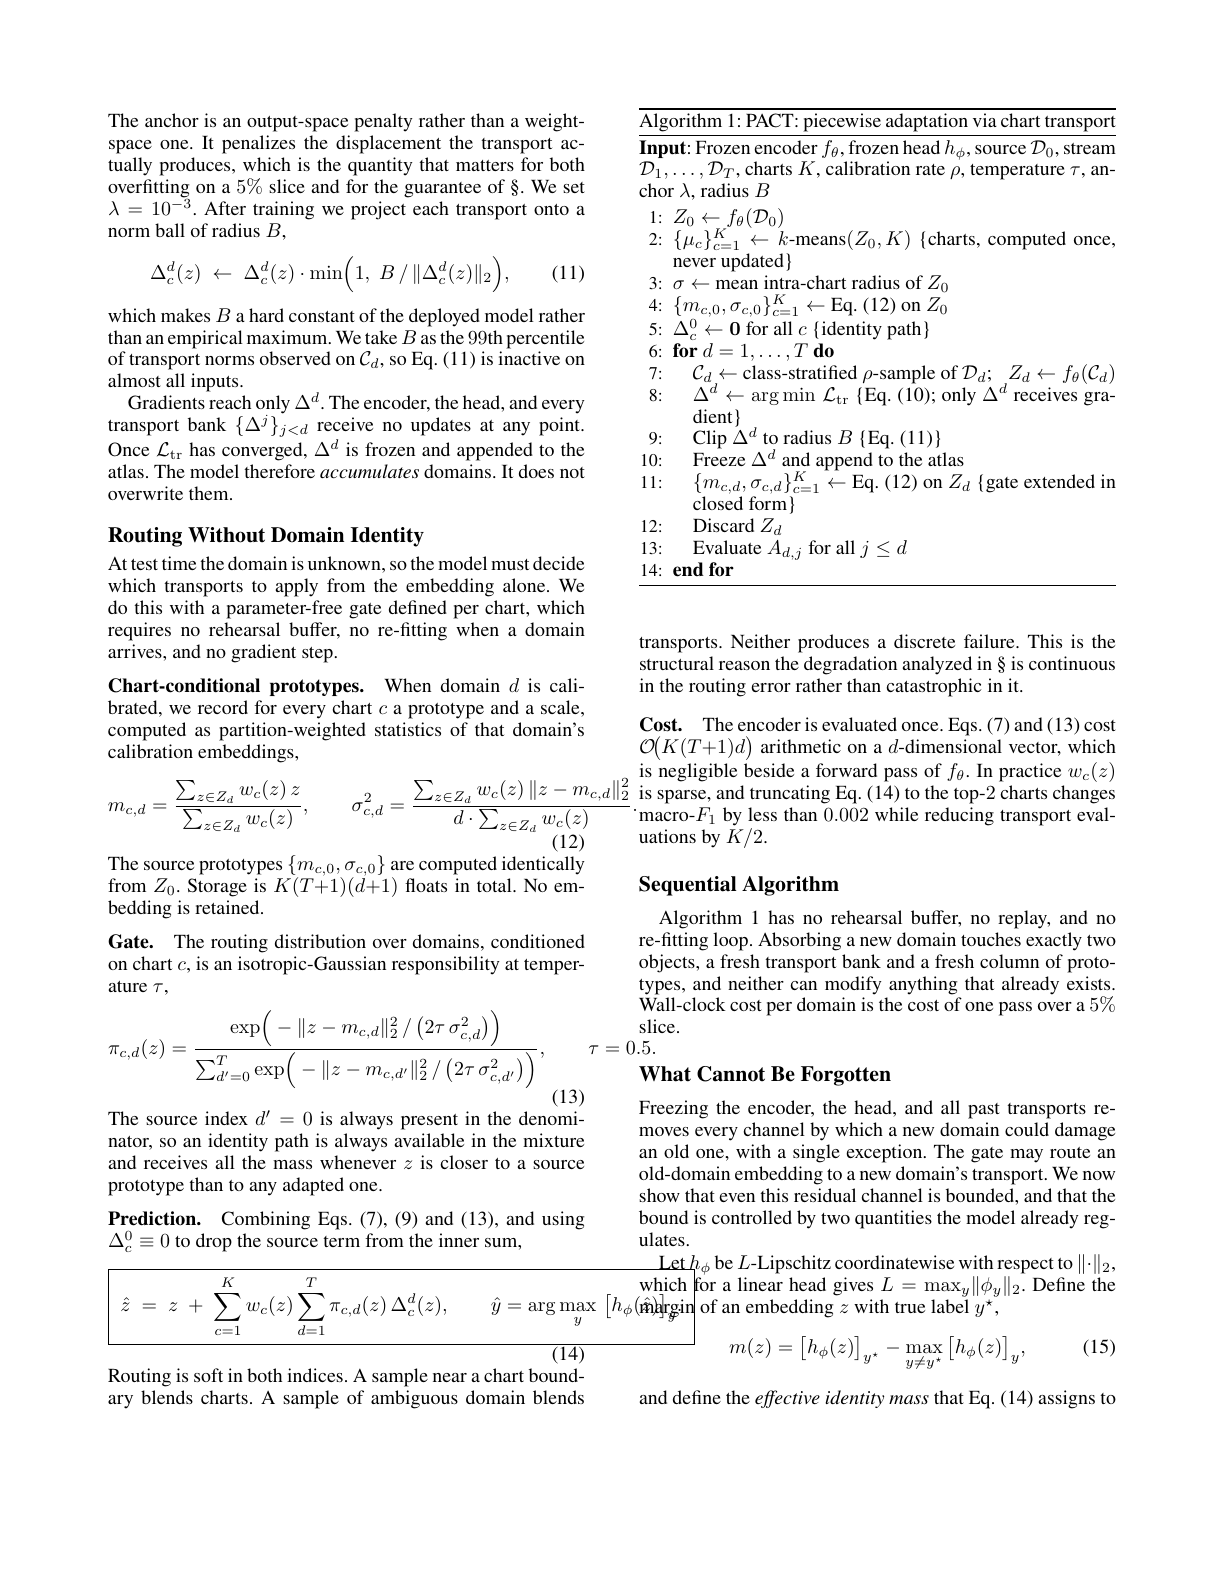 The anchor is an output-space penalty rather than a weight-
space one. It penalizes the displacement the transport ac-
tually produces, which is the quantity that matters for both
overfitting on a 5% slice and for the guarantee of §. We set
λ = 10⁻³. After training we project each transport onto a
norm ball of radius B,
Δ_c^d(z) ← Δ_c^d(z) · min(1, B / ‖Δ_c^d(z)‖₂), (11)
which makes B a hard constant of the deployed model rather
than an empirical maximum. We take B as the 99th percentile
of transport norms observed on 𝒞_d, so Eq. (11) is inactive on
almost all inputs.
Gradients reach only Δ^d. The encoder, the head, and every
transport bank {Δ^j}_{j<d} receive no updates at any point.
Once ℒ_tr has converged, Δ^d is frozen and appended to the
atlas. The model therefore accumulates domains. It does not
overwrite them.
Routing Without Domain Identity
At test time the domain is unknown, so the model must decide
which transports to apply from the embedding alone. We
do this with a parameter-free gate defined per chart, which
requires no rehearsal buffer, no re-fitting when a domain
arrives, and no gradient step.
Chart-conditional prototypes. When domain d is cali-
brated, we record for every chart c a prototype and a scale,
computed as partition-weighted statistics of that domain's
calibration embeddings,
m_{c,d} = ∑_{z∈Z_d} w_c(z) z / ∑_{z∈Z_d} w_c(z), σ²_{c,d} = ∑_{z∈Z_d} w_c(z) ‖z − m_{c,d}‖₂² / (d · ∑_{z∈Z_d} w_c(z)).
(12)
The source prototypes {m_{c,0}, σ_{c,0}} are computed identically
from Z₀. Storage is K(T+1)(d+1) floats in total. No em-
bedding is retained.
Gate. The routing distribution over domains, conditioned
on chart c, is an isotropic-Gaussian responsibility at temper-
ature τ,
π_{c,d}(z) = exp(− ‖z − m_{c,d}‖₂² / (2τ σ²_{c,d})) / ∑_{d′=0}^T exp(− ‖z − m_{c,d′}‖₂² / (2τ σ²_{c,d′})), τ = 0.5.
(13)
The source index d′ = 0 is always present in the denomi-
nator, so an identity path is always available in the mixture
and receives all the mass whenever z is closer to a source
prototype than to any adapted one.
Prediction. Combining Eqs. (7), (9) and (13), and using
Δ_c^0 ≡ 0 to drop the source term from the inner sum,
ẑ = z + ∑_{c=1}^K w_c(z) ∑_{d=1}^T π_{c,d}(z) Δ_c^d(z), ŷ = arg max_y [h_ϕ(ẑ)]_y
(14)
Routing is soft in both indices. A sample near a chart bound-
ary blends charts. A sample of ambiguous domain blends
Algorithm 1: PACT: piecewise adaptation via chart transport
Input: Frozen encoder f_θ, frozen head h_ϕ, source 𝒟₀, stream
𝒟₁, . . . , 𝒟_T, charts K, calibration rate ρ, temperature τ, an-
chor λ, radius B
1: Z₀ ← f_θ(𝒟₀)
2: {μ_c}_{c=1}^K ← k-means(Z₀, K) {charts, computed once,
never updated}
3: σ ← mean intra-chart radius of Z₀
4: {m_{c,0}, σ_{c,0}}_{c=1}^K ← Eq. (12) on Z₀
5: Δ_c^0 ← 0 for all c {identity path}
6: for d = 1, . . . , T do
7: 𝒞_d ← class-stratified ρ-sample of 𝒟_d; Z_d ← f_θ(𝒞_d)
8: Δ^d ← arg min ℒ_tr {Eq. (10); only Δ^d receives gra-
dient}
9: Clip Δ^d to radius B {Eq. (11)}
10: Freeze Δ^d and append to the atlas
11: {m_{c,d}, σ_{c,d}}_{c=1}^K ← Eq. (12) on Z_d {gate extended in
closed form}
12: Discard Z_d
13: Evaluate A_{d,j} for all j ≤ d
14: end for
transports. Neither produces a discrete failure. This is the
structural reason the degradation analyzed in § is continuous
in the routing error rather than catastrophic in it.
Cost. The encoder is evaluated once. Eqs. (7) and (13) cost
𝒪(K(T+1)d) arithmetic on a d-dimensional vector, which
is negligible beside a forward pass of f_θ. In practice w_c(z)
is sparse, and truncating Eq. (14) to the top-2 charts changes
macro-F₁ by less than 0.002 while reducing transport eval-
uations by K/2.
Sequential Algorithm
Algorithm 1 has no rehearsal buffer, no replay, and no
re-fitting loop. Absorbing a new domain touches exactly two
objects, a fresh transport bank and a fresh column of proto-
types, and neither can modify anything that already exists.
Wall-clock cost per domain is the cost of one pass over a 5%
slice.
What Cannot Be Forgotten
Freezing the encoder, the head, and all past transports re-
moves every channel by which a new domain could damage
an old one, with a single exception. The gate may route an
old-domain embedding to a new domain's transport. We now
show that even this residual channel is bounded, and that the
bound is controlled by two quantities the model already reg-
ulates.
Let h_ϕ be L-Lipschitz coordinatewise with respect to ‖·‖₂,
which for a linear head gives L = max_y‖ϕ_y‖₂. Define the
margin of an embedding z with true label y⋆,
m(z) = [h_ϕ(z)]_{y⋆} − max_{y≠y⋆} [h_ϕ(z)]_y, (15)
and define the effective identity mass that Eq. (14) assigns to